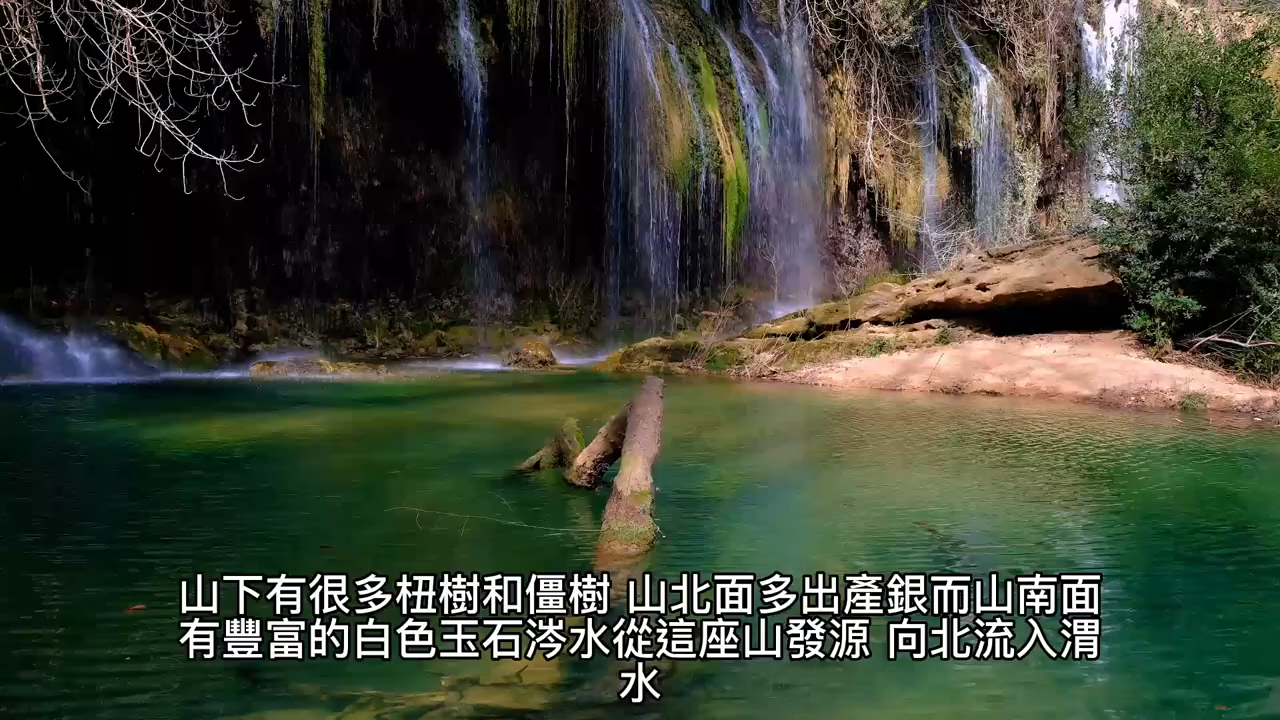 山下有很多杻樹和僵樹 山北面多出產銀而山南面
有豐富的白色玉石涔水從這座山發源 向北流入渭
水